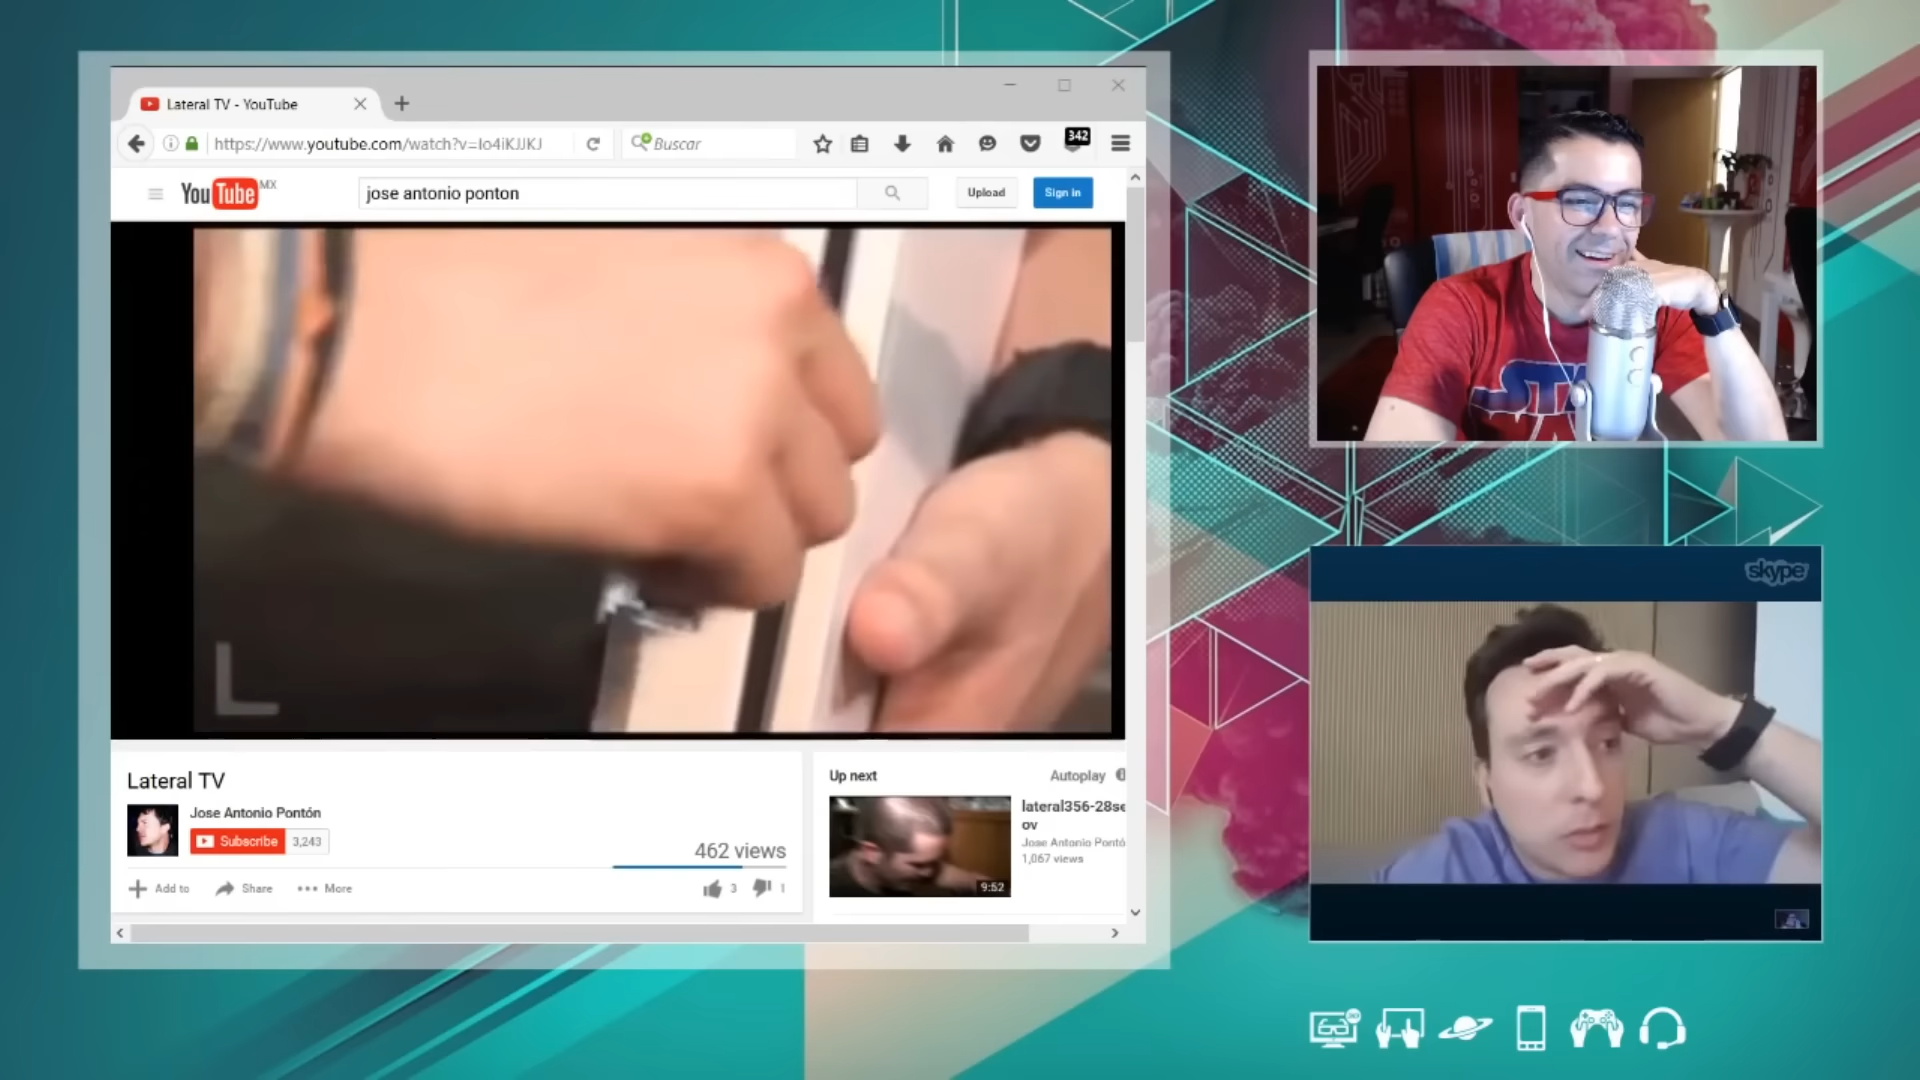 Lateral TV - YouTube
https://www.youtube.com/watch?v=Io4iKJJKJ
Buscar
342
YouTube MX
jose antonio ponton
Upload
Sign in
Lateral TV
Jose Antonio Pontón
Subscribe
3,243
462 views
Add to
Share
More
3
1
Up next
Autoplay
lateral356-28se
ov
Jose Antonio Pontó
1,067 views
9:52
ST
skype